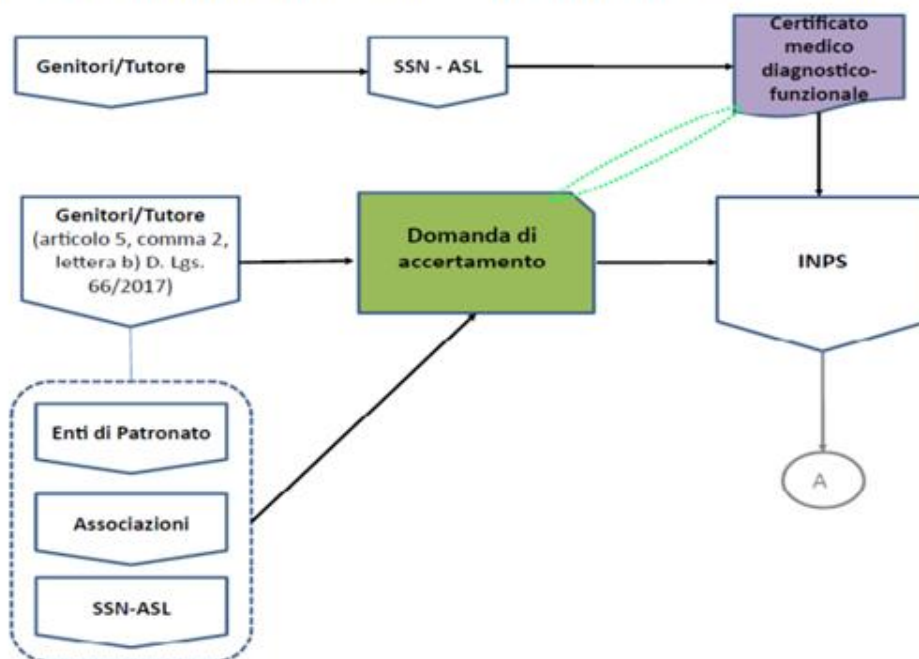 Genitori/Tutore
SSN - ASL
Certificato
medico
diagnostico-
funzionale
Genitori/Tutore
(articolo 5, comma 2,
lettera b) D. Lgs.
66/2017)
Domanda di
accertamento
INPS
Enti di Patronato
Associazioni
SSN-ASL
A